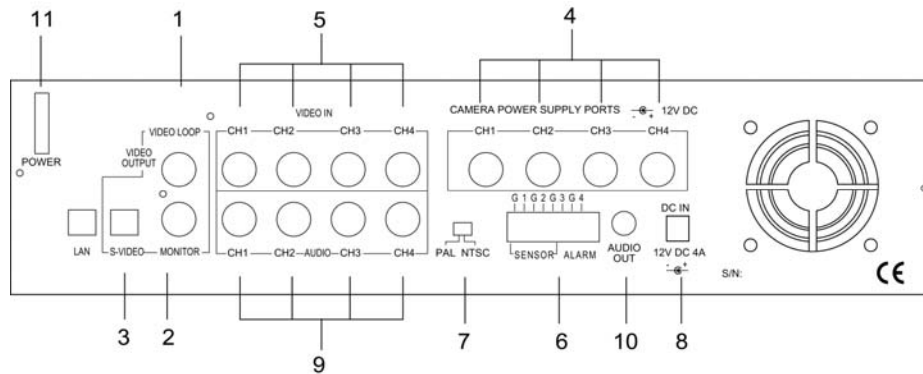 11 1 5 4
VIDEO IN
CAMERA POWER SUPPLY PORTS - + 12V DC
VIDEO LOOP CH1 CH2 CH3 CH4 CH1 CH2 CH3 CH4
POWER
VIDEO
OUTPUT
G 1 G 2 G 3 G 4
DC IN
LAN S-VIDEO MONITOR CH1 CH2 AUDIO CH3 CH4
PAL NTSC
SENSOR ALARM
AUDIO
OUT
12V DC 4A
- +
S/N:
CE
3 2 9 7 6 10 8